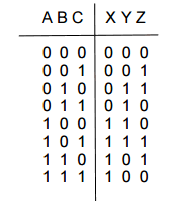 A B C X Y Z
0 0 0 0 0 0
0 0 1 0 0 1
0 1 0 0 1 1
0 1 1 0 1 0
1 0 0 1 1 0
1 0 1 1 1 1
1 1 0 1 0 1
1 1 1 1 0 0